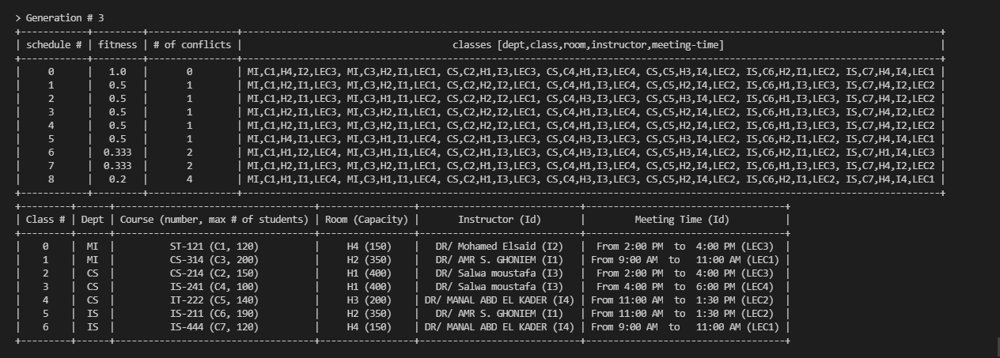 > Generation # 3
| schedule # | fitness | # of conflicts | classes [dept,class,room,instructor,meeting-time] |
| 0 | 1.0 | 0 | MI,C1,H4,I2,LEC3, MI,C3,H2,I1,LEC1, CS,C2,H1,I3,LEC3, CS,C4,H1,I3,LEC4, CS,C5,H3,I4,LEC2, IS,C6,H2,I1,LEC2, IS,C7,H4,I4,LEC1 |
| 1 | 0.5 | 1 | MI,C1,H2,I1,LEC3, MI,C3,H2,I1,LEC1, CS,C2,H1,I3,LEC3, CS,C4,H1,I3,LEC4, CS,C5,H3,I4,LEC2, IS,C6,H1,I3,LEC3, IS,C7,H4,I2,LEC2 |
| 2 | 0.5 | 1 | MI,C1,H2,I1,LEC3, MI,C3,H1,I1,LEC2, CS,C2,H2,I1,LEC1, CS,C4,H3,I3,LEC3, CS,C5,H3,I4,LEC2, IS,C6,H1,I3,LEC3, IS,C7,H4,I2,LEC2 |
| 3 | 0.5 | 1 | MI,C1,H2,I1,LEC3, MI,C3,H2,I1,LEC1, CS,C2,H1,I3,LEC3, CS,C4,H1,I3,LEC4, CS,C5,H3,I4,LEC2, IS,C6,H1,I3,LEC3, IS,C7,H4,I2,LEC2 |
| 4 | 0.5 | 1 | MI,C1,H2,I1,LEC3, MI,C3,H2,I1,LEC1, CS,C2,H1,I3,LEC3, CS,C4,H1,I3,LEC4, CS,C5,H3,I4,LEC2, IS,C6,H1,I3,LEC3, IS,C7,H4,I2,LEC2 |
| 5 | 0.5 | 1 | MI,C1,H4,I1,LEC3, MI,C3,H1,I1,LEC4, CS,C2,H1,I3,LEC3, CS,C4,H3,I3,LEC4, CS,C5,H3,I4,LEC2, IS,C6,H2,I1,LEC2, IS,C7,H4,I4,LEC1 |
| 6 | 0.333 | 2 | MI,C1,H1,I2,LEC4, MI,C3,H1,I1,LEC4, CS,C2,H1,I3,LEC3, CS,C4,H3,I3,LEC4, CS,C5,H3,I4,LEC2, IS,C6,H2,I1,LEC2, IS,C7,H1,I4,LEC3 |
| 7 | 0.333 | 2 | MI,C1,H2,I1,LEC3, MI,C3,H2,I1,LEC1, CS,C2,H1,I3,LEC3, CS,C4,H1,I3,LEC4, CS,C5,H2,I4,LEC2, IS,C6,H1,I3,LEC3, IS,C7,H4,I2,LEC2 |
| 8 | 0.2 | 4 | MI,C1,H1,I1,LEC4, MI,C3,H1,I1,LEC4, CS,C2,H1,I3,LEC3, CS,C4,H3,I3,LEC3, CS,C5,H2,I4,LEC2, IS,C6,H2,I1,LEC2, IS,C7,H4,I4,LEC1 |
| Class # | Dept | Course (number, max # of students) | Room (Capacity) | Instructor (Id) | Meeting Time (Id) |
| 0 | MI | ST-121 (C1, 120) | H4 (150) | DR/ Mohamed Elsaid (I2) | From 2:00 PM to 4:00 PM (LEC3) |
| 1 | MI | CS-314 (C3, 200) | H2 (350) | DR/ AMR S. GHONIEM (I1) | From 9:00 AM to 11:00 AM (LEC1) |
| 2 | CS | CS-214 (C2, 150) | H1 (400) | DR/ Salwa moustafa (I3) | From 2:00 PM to 4:00 PM (LEC3) |
| 3 | CS | IS-241 (C4, 100) | H1 (400) | DR/ Salwa moustafa (I3) | From 4:00 PM to 6:00 PM (LEC4) |
| 4 | CS | IT-222 (C5, 140) | H3 (200) | DR/ MANAL ABD EL KADER (I4) | From 11:00 AM to 1:30 PM (LEC2) |
| 5 | IS | IS-211 (C6, 190) | H2 (350) | DR/ AMR S. GHONIEM (I1) | From 11:00 AM to 1:30 PM (LEC2) |
| 6 | IS | IS-444 (C7, 120) | H4 (150) | DR/ MANAL ABD EL KADER (I4) | From 9:00 AM to 11:00 AM (LEC1) |